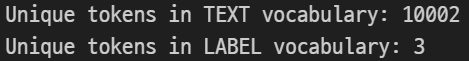 Unique tokens in TEXT vocabulary: 10002
Unique tokens in LABEL vocabulary: 3